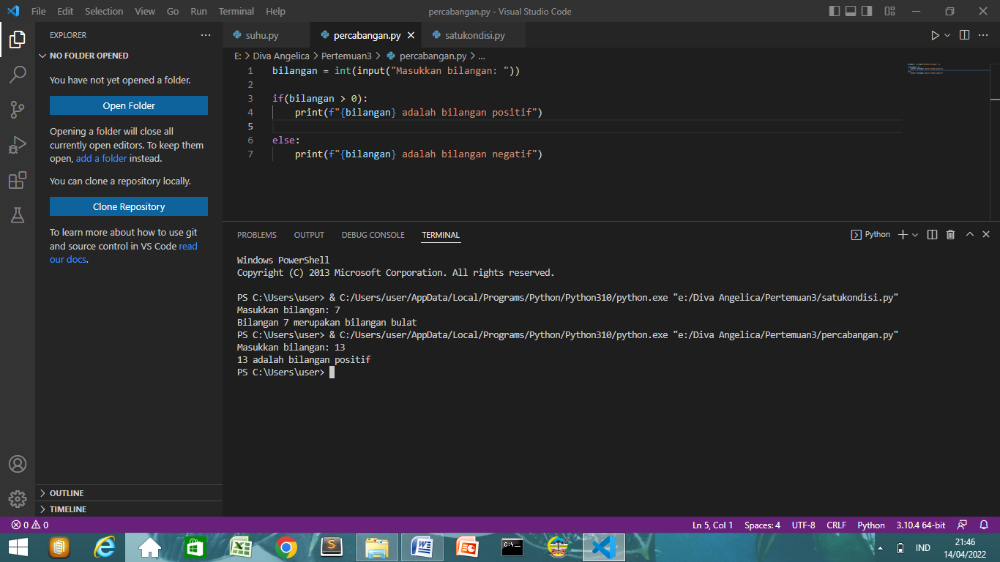 File Edit Selection View Go Run Terminal Help
percabangan.py - Visual Studio Code
EXPLORER
NO FOLDER OPENED
You have not yet opened a folder.
Open Folder
Opening a folder will close all
currently open editors. To keep them
open, add a folder instead.
You can clone a repository locally.
Clone Repository
To learn more about how to use git
and source control in VS Code read
our docs.
OUTLINE
TIMELINE
suhu.py percabangan.py satukondisi.py
E: > Diva Angelica > Pertemuan3 > percabangan.py > ...
1 bilangan = int(input("Masukkan bilangan: "))
2
3 if(bilangan > 0):
4     print(f"{bilangan} adalah bilangan positif")
5
6 else:
7     print(f"{bilangan} adalah bilangan negatif")
PROBLEMS OUTPUT DEBUG CONSOLE TERMINAL
Python
Windows PowerShell
Copyright (C) 2013 Microsoft Corporation. All rights reserved.
PS C:\Users\user> & C:/Users/user/AppData/Local/Programs/Python/Python310/python.exe "e:/Diva Angelica/Pertemuan3/satukondisi.py"
Masukkan bilangan: 7
Bilangan 7 merupakan bilangan bulat
PS C:\Users\user> & C:/Users/user/AppData/Local/Programs/Python/Python310/python.exe "e:/Diva Angelica/Pertemuan3/percabangan.py"
Masukkan bilangan: 13
13 adalah bilangan positif
PS C:\Users\user>
0 0
Ln 5, Col 1 Spaces: 4 UTF-8 CRLF Python 3.10.4 64-bit
IND
21:46
14/04/2022